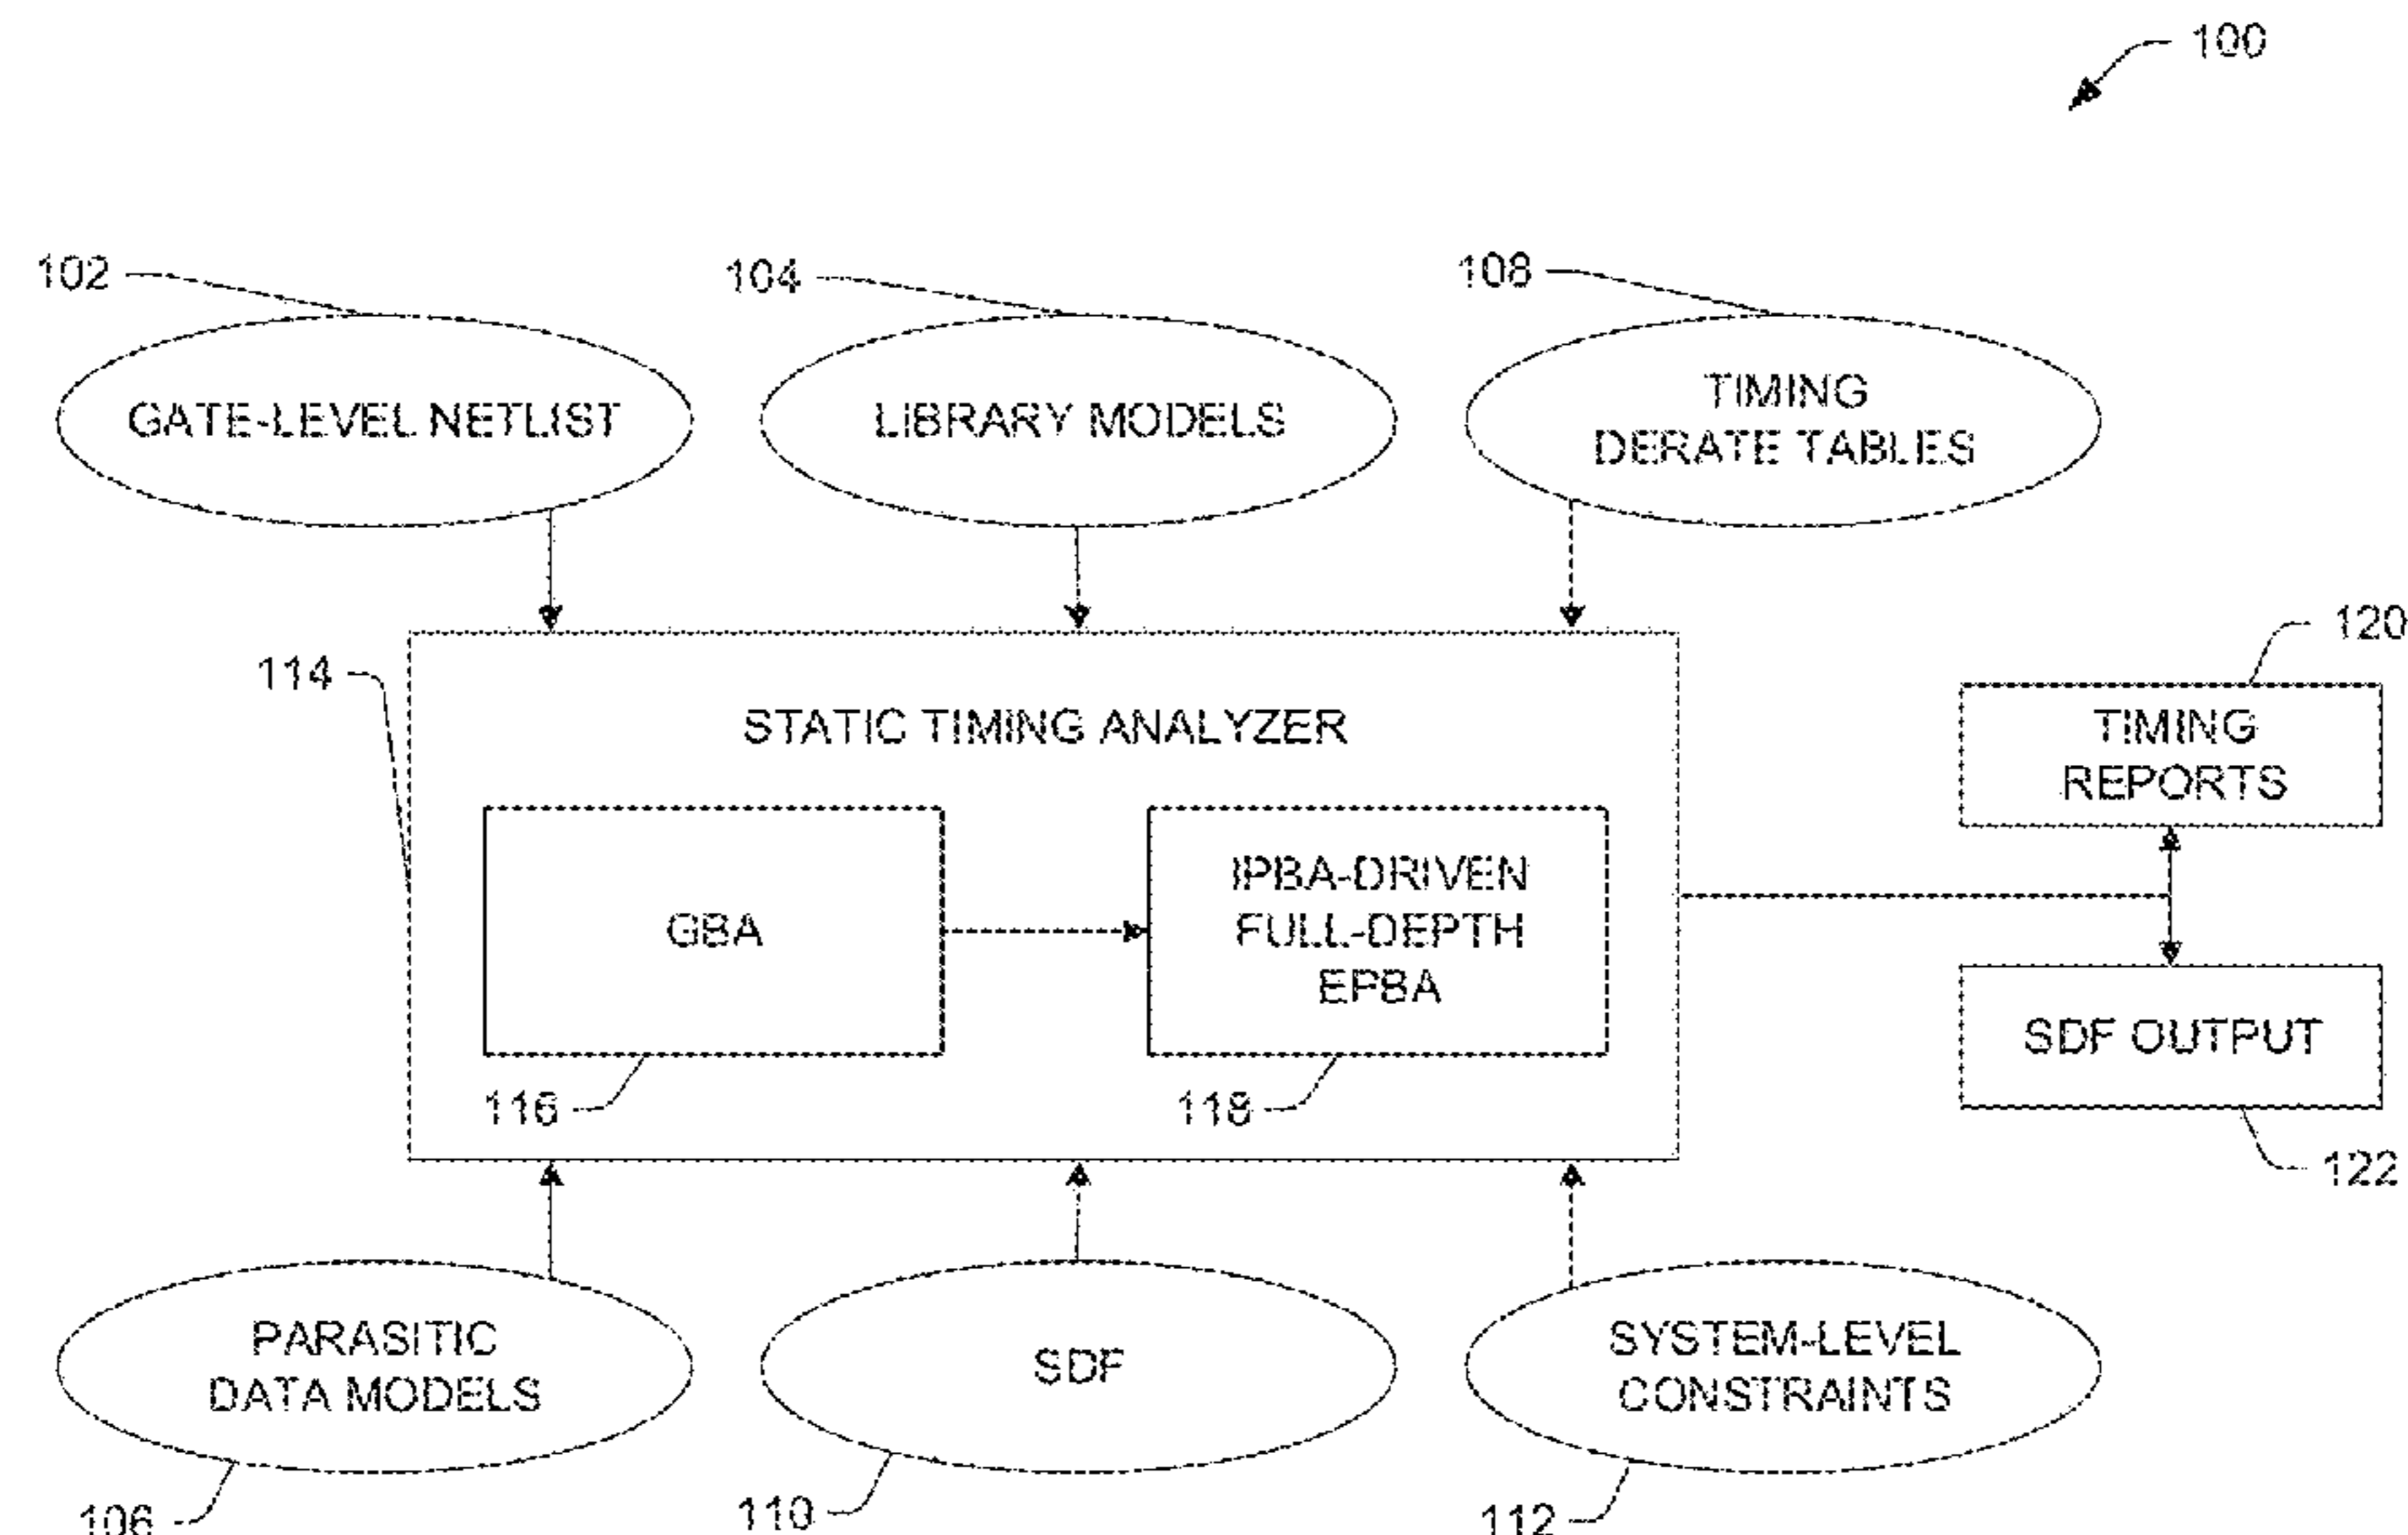 100
102
104
108
GATE-LEVEL NETLIST
LIBRARY MODELS
TIMING
DERATE TABLES
114
STATIC TIMING ANALYZER
GBA
IPBA-DRIVEN
FULL-DEPTH
EPBA
116
118
120
TIMING
REPORTS
SDF OUTPUT
122
PARASITIC
DATA MODELS
SDF
SYSTEM-LEVEL
CONSTRAINTS
106
110
112